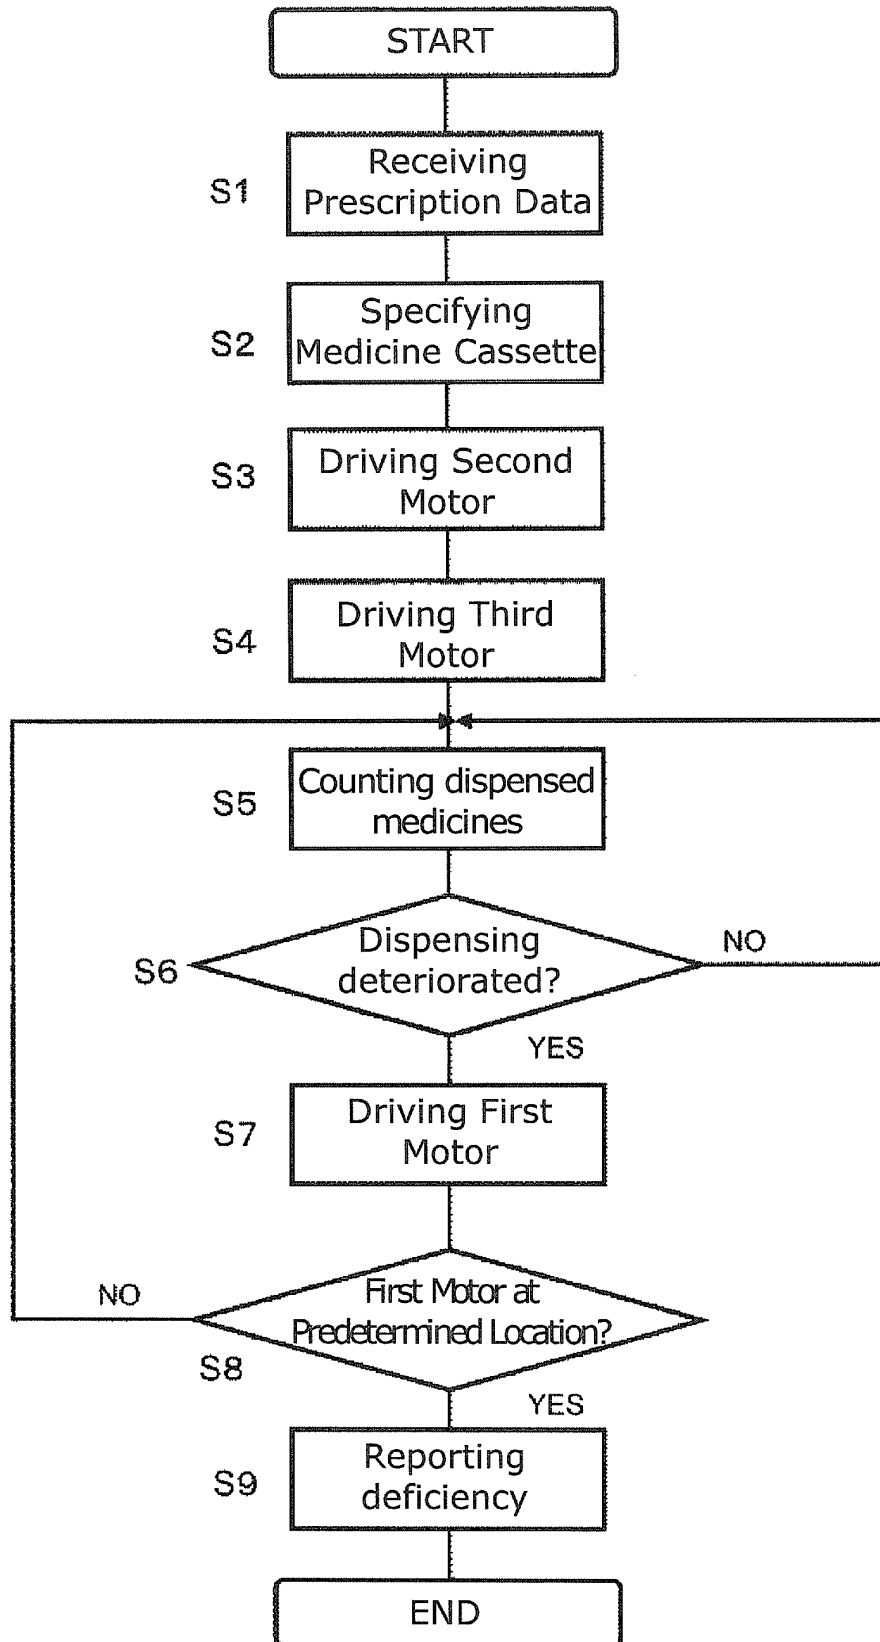 START
S1
Receiving
Prescription Data
S2
Specifying
Medicine Cassette
S3
Driving Second
Motor
S4
Driving Third
Motor
S5
Counting dispensed
medicines
S6
Dispensing
deteriorated?
NO
YES
S7
Driving First
Motor
NO
First Motor at
Predetermined Location?
S8
YES
S9
Reporting
deficiency
END